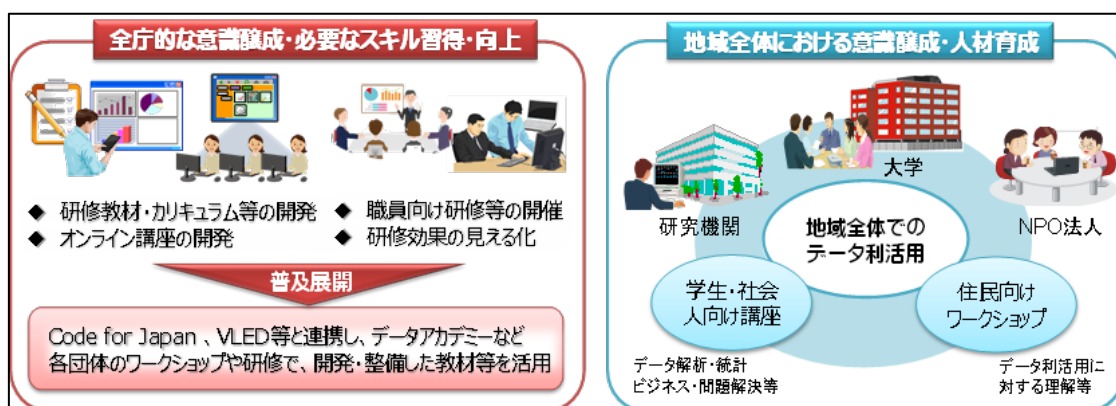 全庁的な意識醸成・必要なスキル習得・向上
◆ 研修教材・カリキュラム等の開発
◆ オンライン講座の開発
◆ 職員向け研修等の開催
◆ 研修効果の見える化
普及展開
Code for Japan 、VLED等と連携し、データアカデミーなど
各団体のワークショップや研修で、開発・整備した教材等を活用
地域全体における意識醸成・人材育成
大学
研究機関
NPO法人
地域全体での
データ利活用
学生・社会
人向け講座
住民向け
ワークショップ
データ解析・統計
ビジネス・問題解決等
データ利活用に
対する理解等